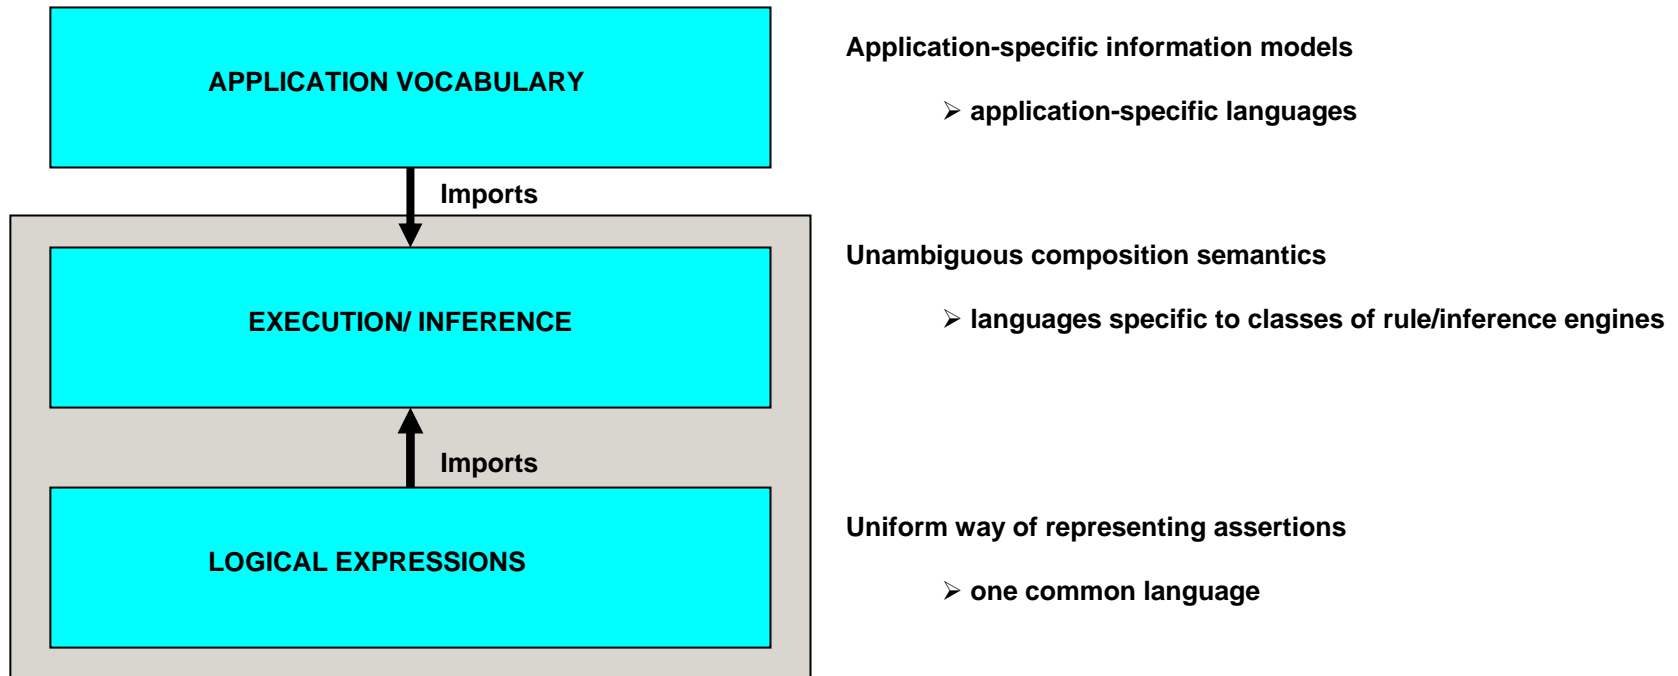 APPLICATION VOCABULARY
Application-specific information models
➢ application-specific languages
Imports
EXECUTION/ INFERENCE
Unambiguous composition semantics
➢ languages specific to classes of rule/inference engines
Imports
LOGICAL EXPRESSIONS
Uniform way of representing assertions
➢ one common language